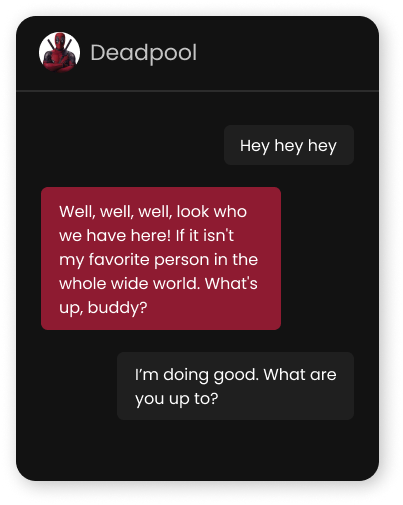 Deadpool
Hey hey hey
Well, well, well, look who
we have here! If it isn't
my favorite person in the
whole wide world. What's
up, buddy?
I’m doing good. What are
you up to?